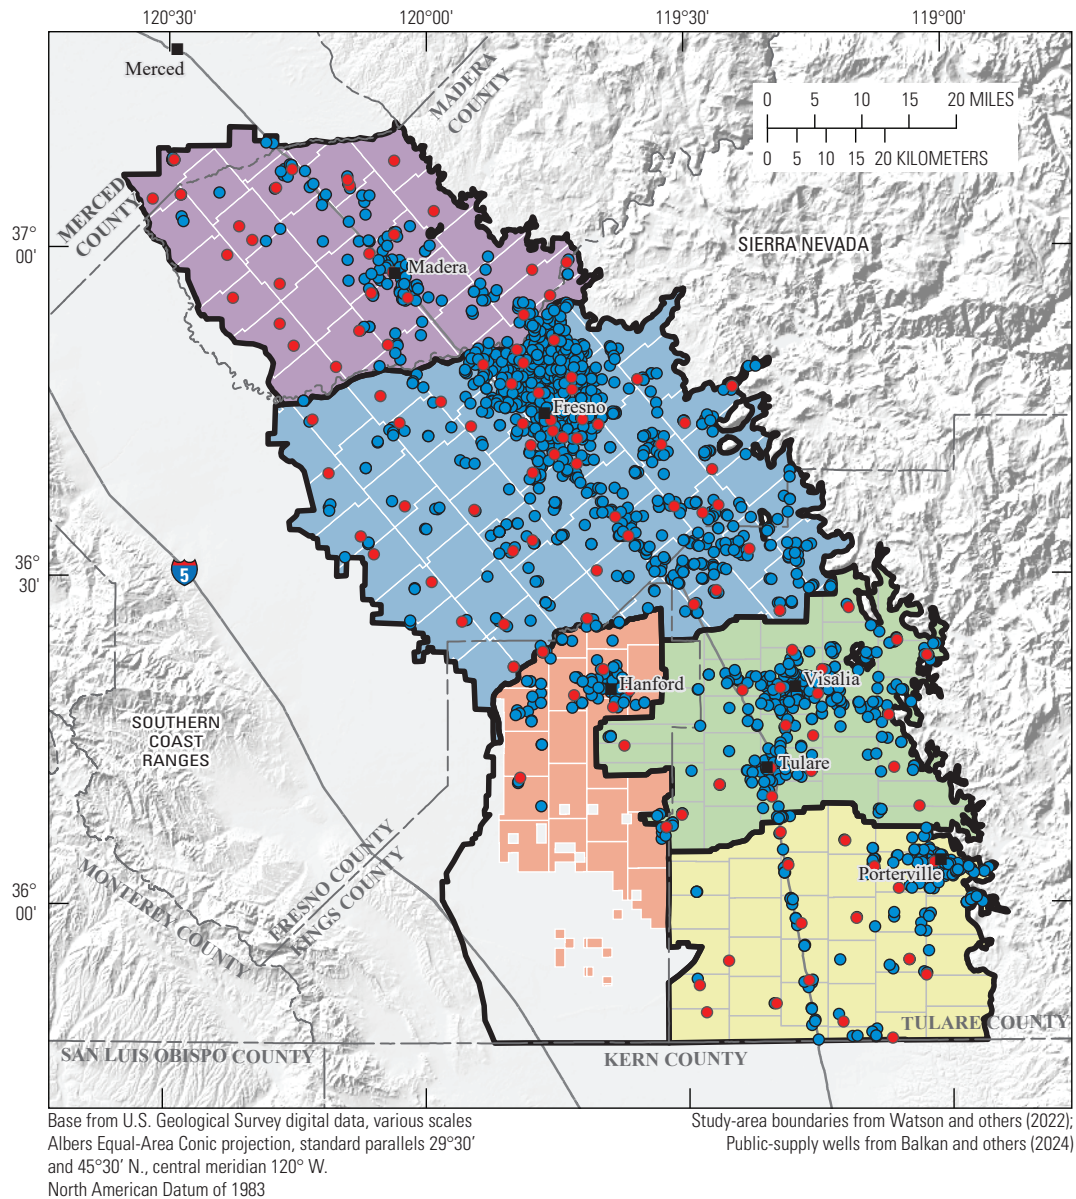 120°30'
120°00'
119°30'
119°00'
Merced
MADERA
COUNTY
0 5 10 15 20 MILES
0 5 10 15 20 KILOMETERS
MERCED
COUNTY
37°
00'
SIERRA NEVADA
Madera
Fresno
36°
30'
5
Hanford
Visalia
SOUTHERN
COAST
RANGES
Tulare
FRESNO COUNTY
KINGS COUNTY
MONTEREY COUNTY
Porterville
36°
00'
TULARE COUNTY
SAN LUIS OBISPO COUNTY
KERN COUNTY
Base from U.S. Geological Survey digital data, various scales
Albers Equal-Area Conic projection, standard parallels 29°30'
and 45°30' N., central meridian 120° W.
North American Datum of 1983
Study-area boundaries from Watson and others (2022);
Public-supply wells from Balkan and others (2024)